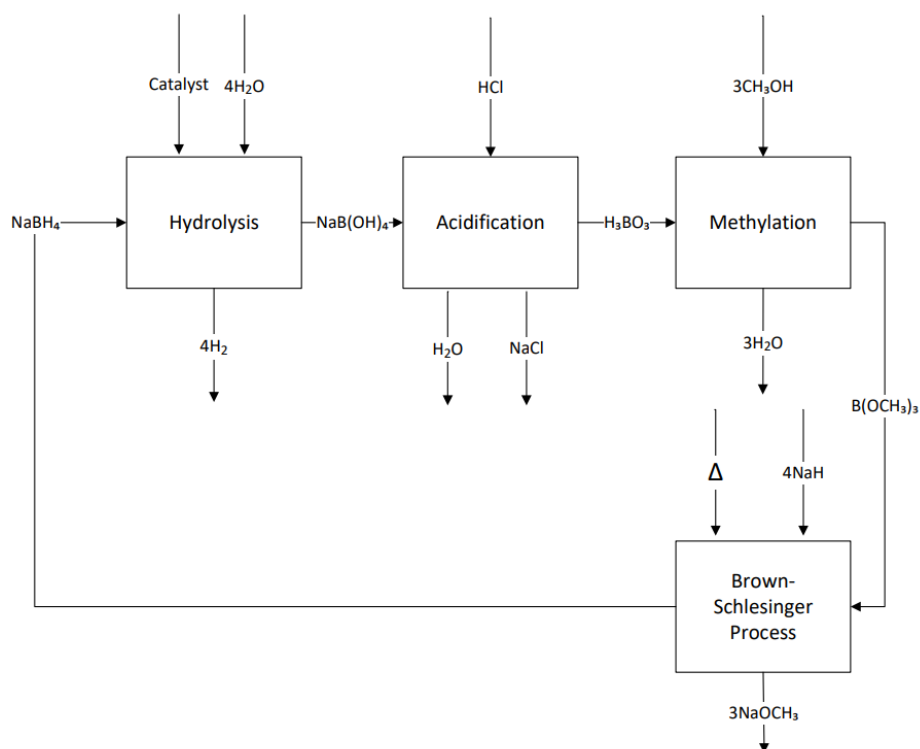 Catalyst
4H₂O
HCl
3CH₃OH
NaBH₄
Hydrolysis
NaB(OH)₄
Acidification
H₃BO₃
Methylation
4H₂
H₂O
NaCl
3H₂O
B(OCH₃)₃
Δ
4NaH
Brown-
Schlesinger
Process
3NaOCH₃